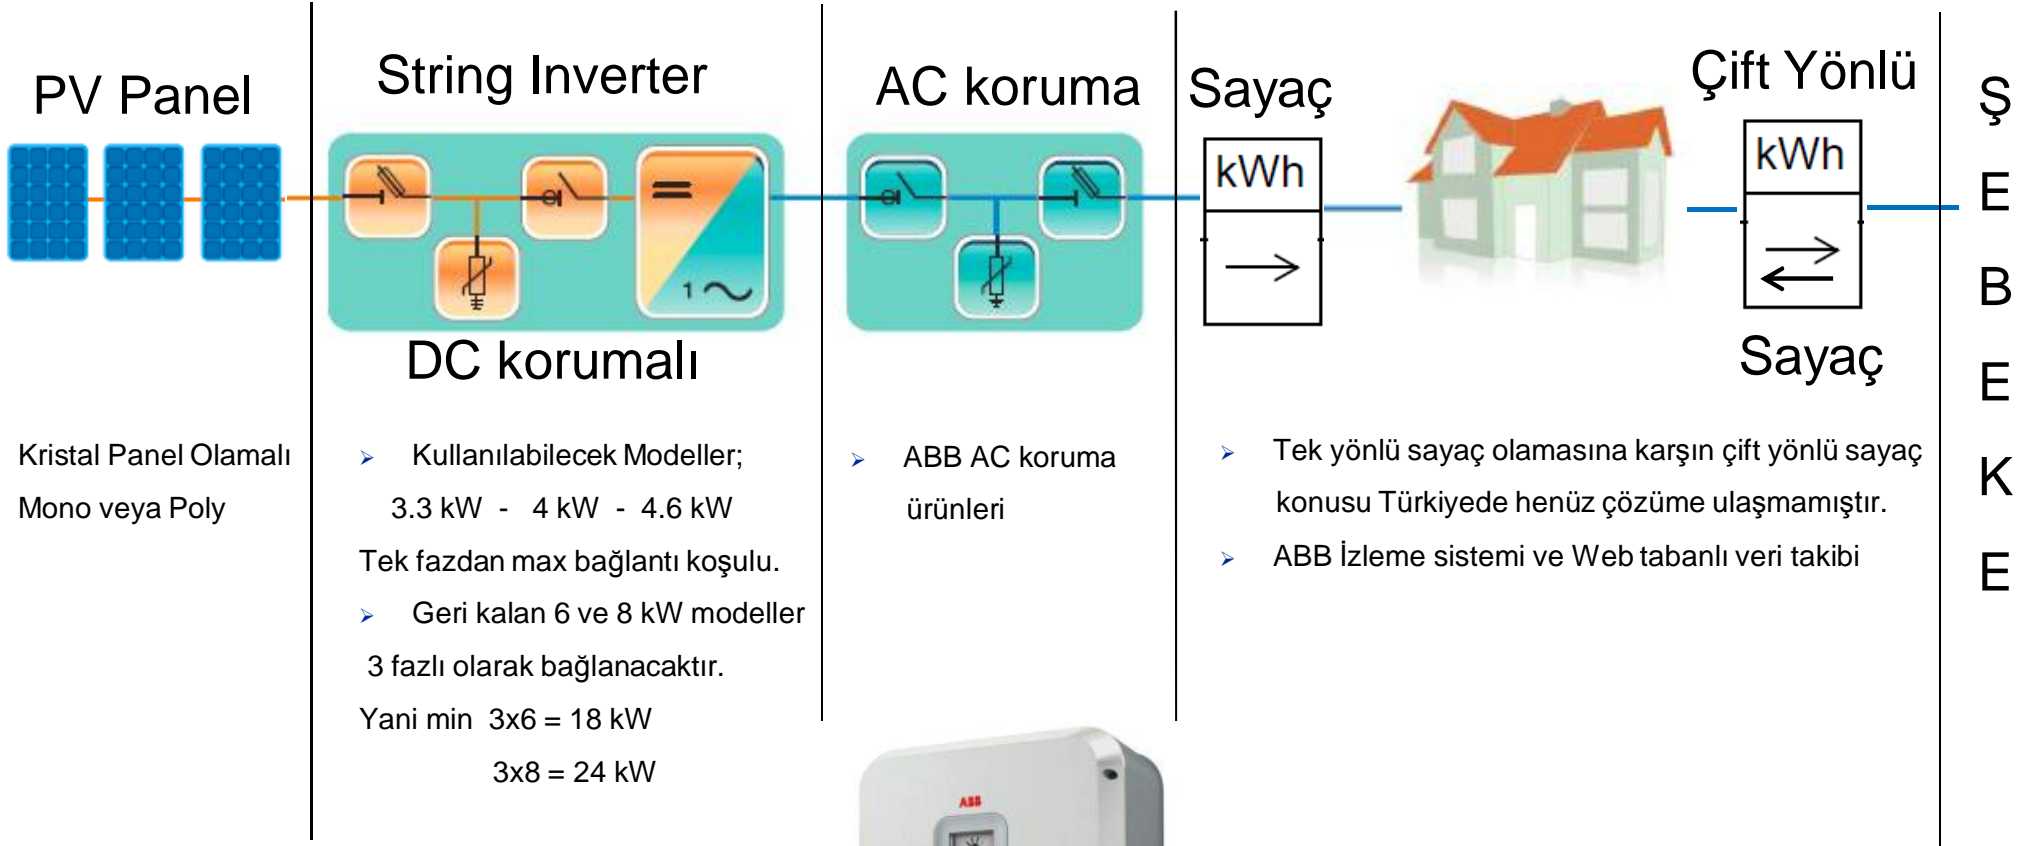 PV Panel
Kristal Panel Olamalı
Mono veya Poly
String Inverter
1
DC korumalı
Kullanılabilecek Modeller;
3.3 kW - 4 kW - 4.6 kW
Tek fazdan max bağlantı koşulu.
Geri kalan 6 ve 8 kW modeller
3 fazlı olarak bağlanacaktır.
Yani min 3x6 = 18 kW
3x8 = 24 kW
AC koruma
ABB AC koruma
ürünleri
ABB
Sayaç
kWh
Çift Yönlü
kWh
Sayaç
Tek yönlü sayaç olamasına karşın çift yönlü sayaç
konusu Türkiyede henüz çözüme ulaşmamıştır.
ABB İzleme sistemi ve Web tabanlı veri takibi
Ş
E
B
E
K
E